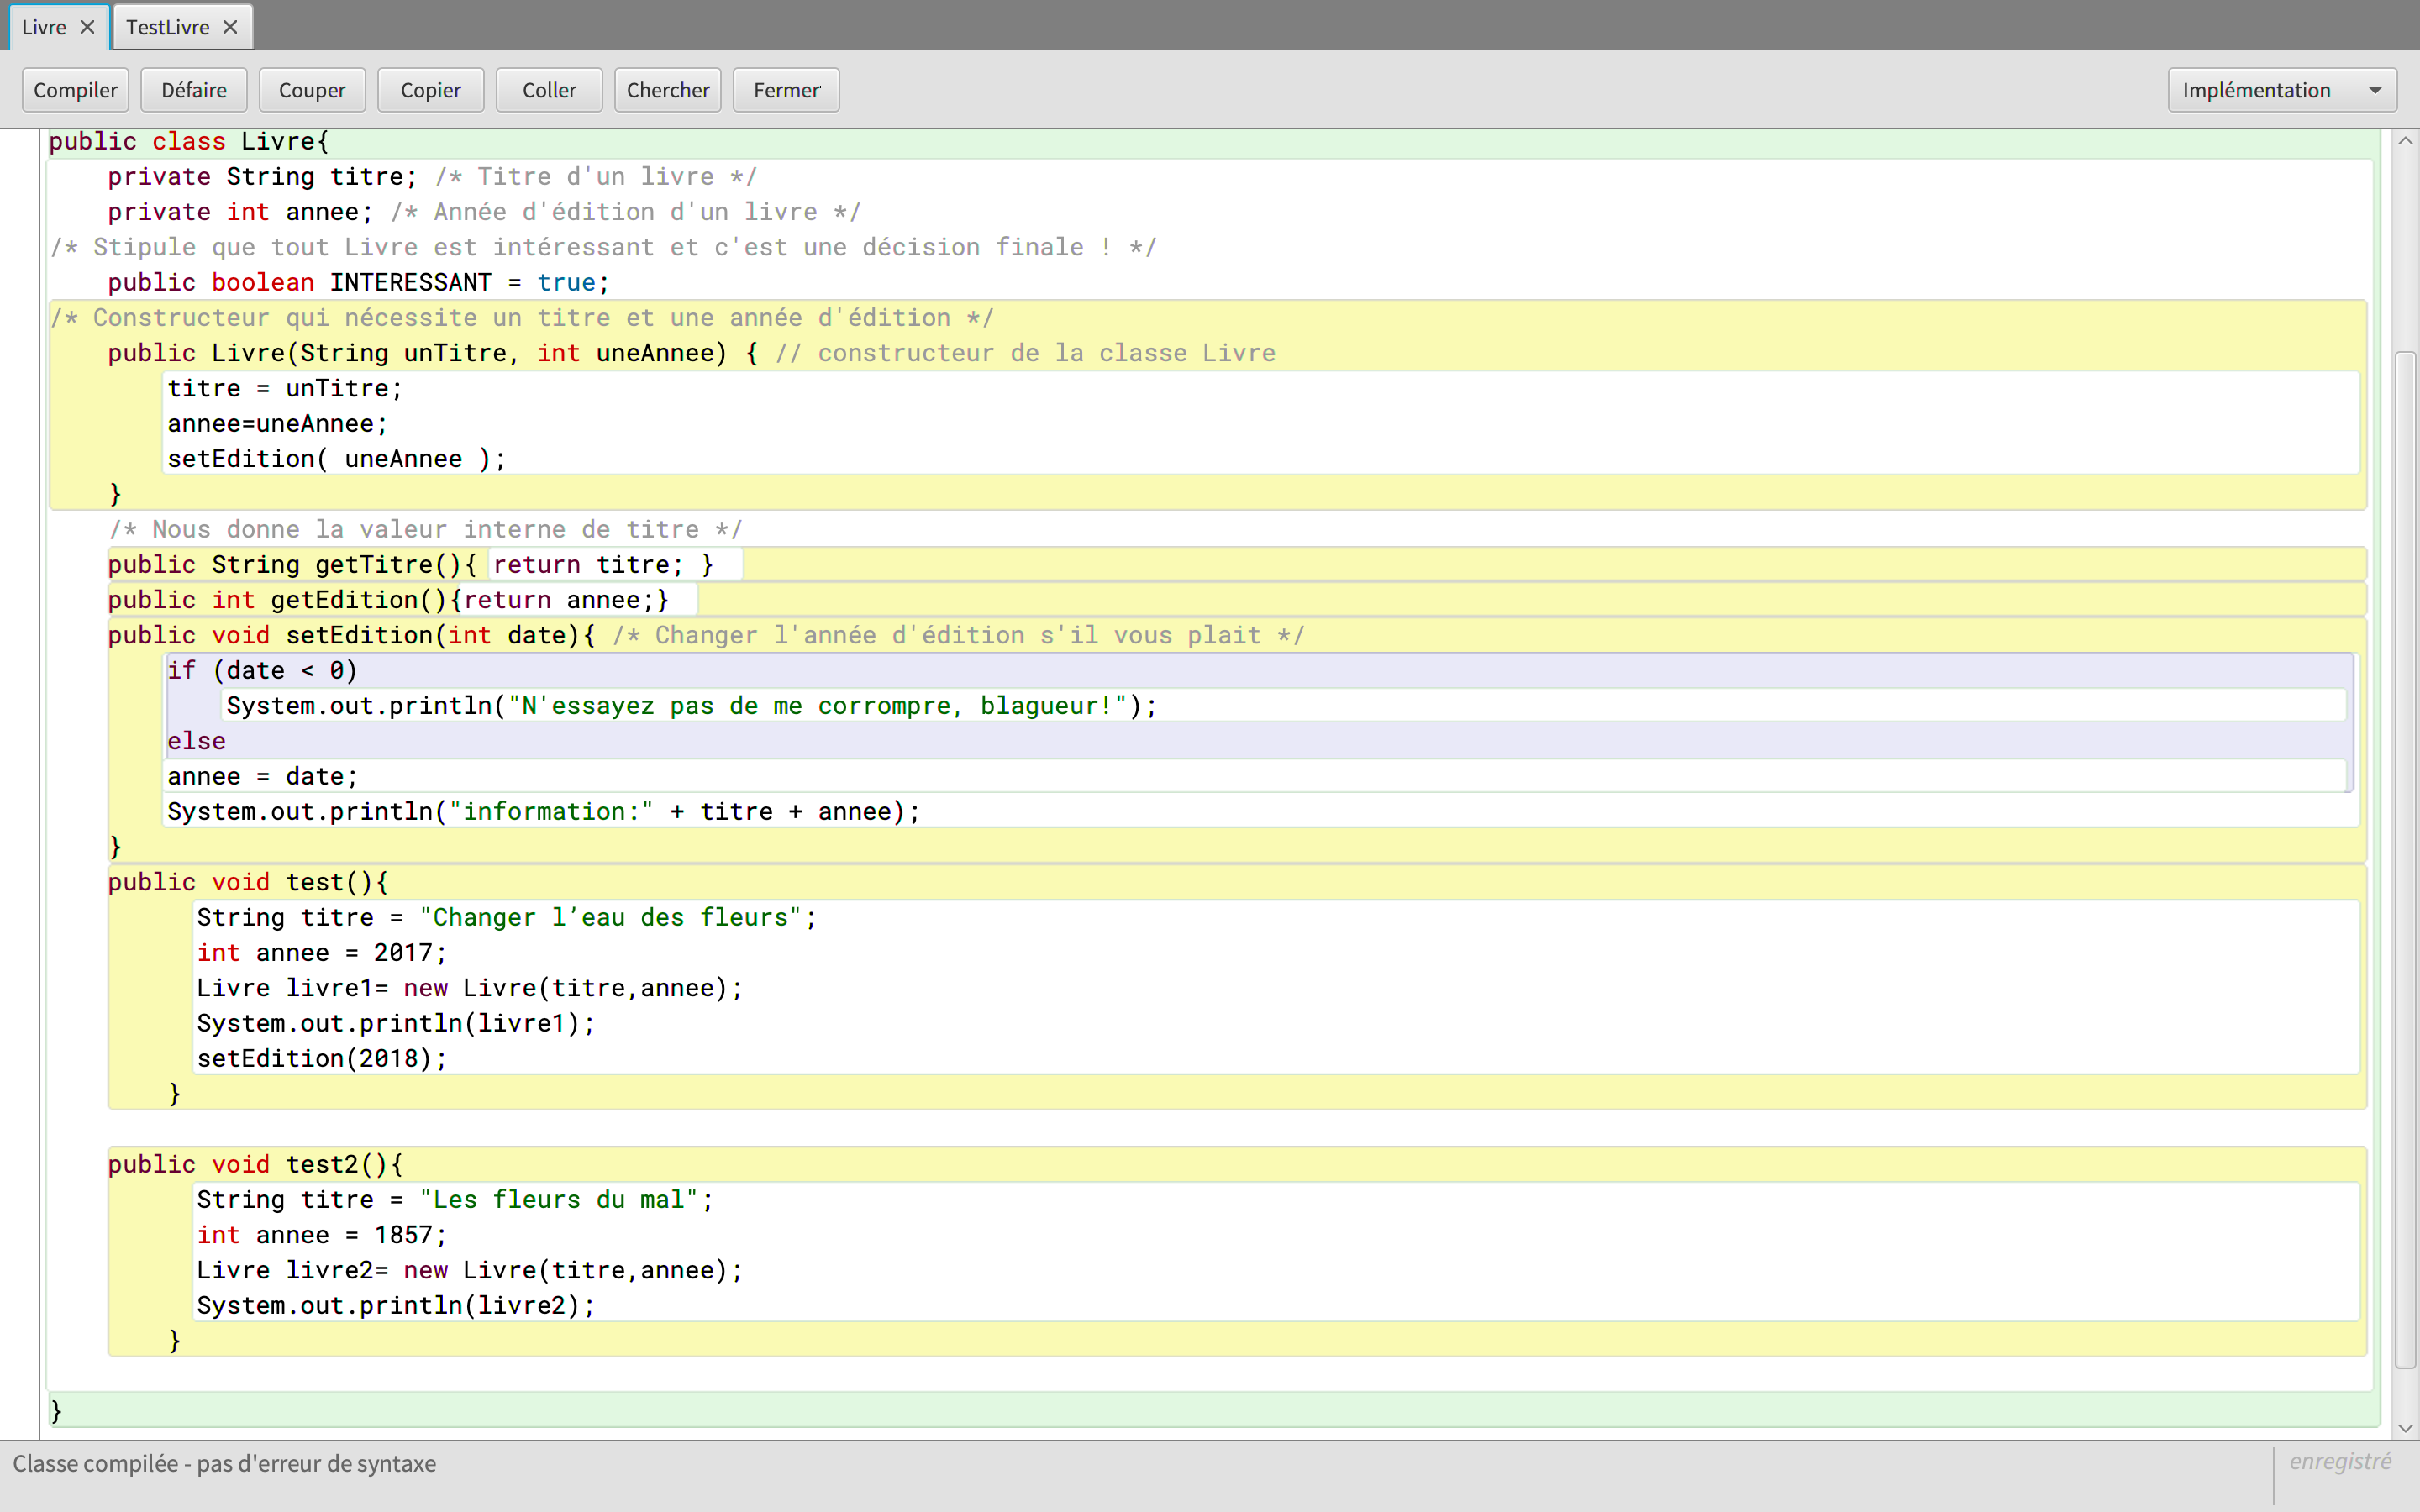 Livre TestLivre
Compiler Défaire Couper Copier Coller Chercher Fermer Implémentation
public class Livre{
private String titre; /* Titre d'un livre */
private int annee; /* Année d'édition d'un livre */
/* Stipule que tout Livre est intéressant et c'est une décision finale ! */
public boolean INTERESSANT = true;
/* Constructeur qui nécessite un titre et une année d'édition */
public Livre(String unTitre, int uneAnnee) { // constructeur de la classe Livre
titre = unTitre;
annee=uneAnnee;
setEdition( uneAnnee );
}
/* Nous donne la valeur interne de titre */
public String getTitre(){ return titre; }
public int getEdition(){return annee;}
public void setEdition(int date){ /* Changer l'année d'édition s'il vous plait */
if (date < 0)
System.out.println("N'essayez pas de me corrompre, blagueur!");
else
annee = date;
System.out.println("information:" + titre + annee);
}
public void test(){
String titre = "Changer l’eau des fleurs";
int annee = 2017;
Livre livre1= new Livre(titre,annee);
System.out.println(livre1);
setEdition(2018);
}
public void test2(){
String titre = "Les fleurs du mal";
int annee = 1857;
Livre livre2= new Livre(titre,annee);
System.out.println(livre2);
}
}
Classe compilée - pas d'erreur de syntaxe
enregistré